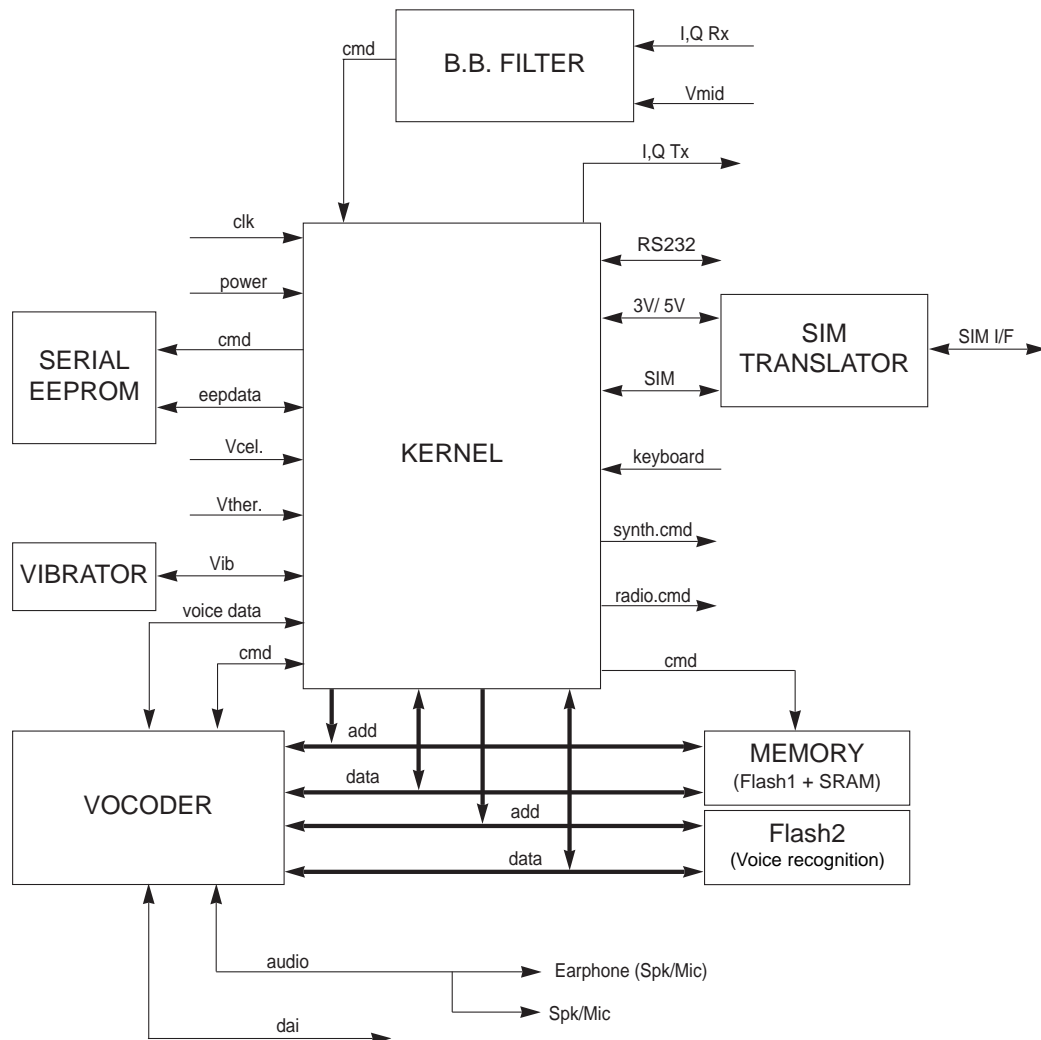 I,Q Rx
cmd
B.B. FILTER
Vmid
I,Q Tx
clk
RS232
power
3V/ 5V
cmd
SERIAL
EEPROM
SIM
TRANSLATOR
SIM I/F
eepdata
SIM
Vcel.
KERNEL
keyboard
Vther.
synth.cmd
VIBRATOR
Vib
radio.cmd
voice data
cmd
cmd
add
MEMORY
(Flash1 + SRAM)
data
VOCODER
add
Flash2
(Voice recognition)
data
audio
Earphone (Spk/Mic)
Spk/Mic
dai